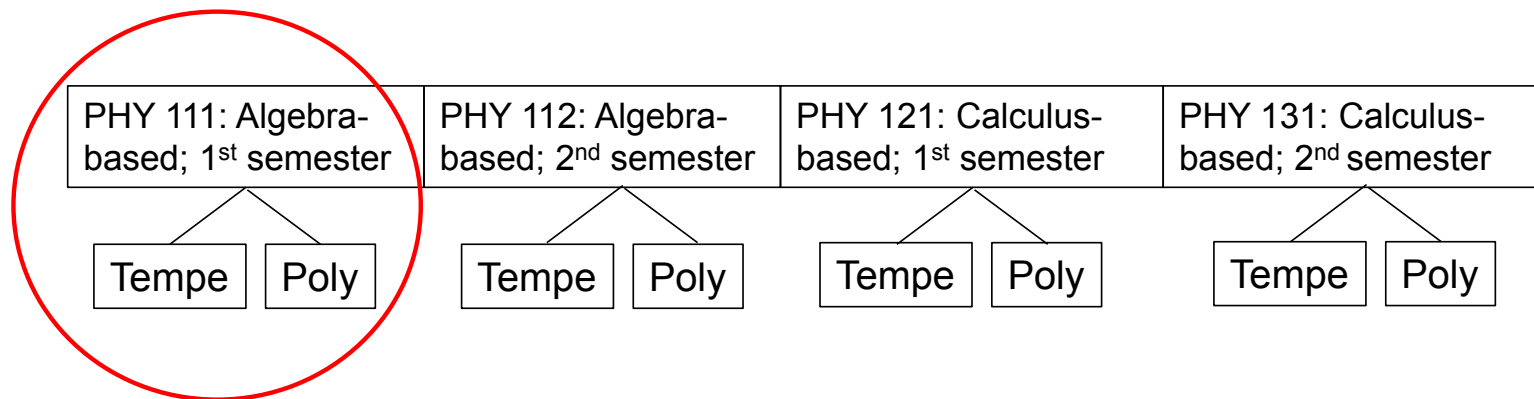 PHY 111: Algebra-
based; 1st semester
PHY 112: Algebra-
based; 2nd semester
PHY 121: Calculus-
based; 1st semester
PHY 131: Calculus-
based; 2nd semester
Tempe
Poly
Tempe
Poly
Tempe
Poly
Tempe
Poly